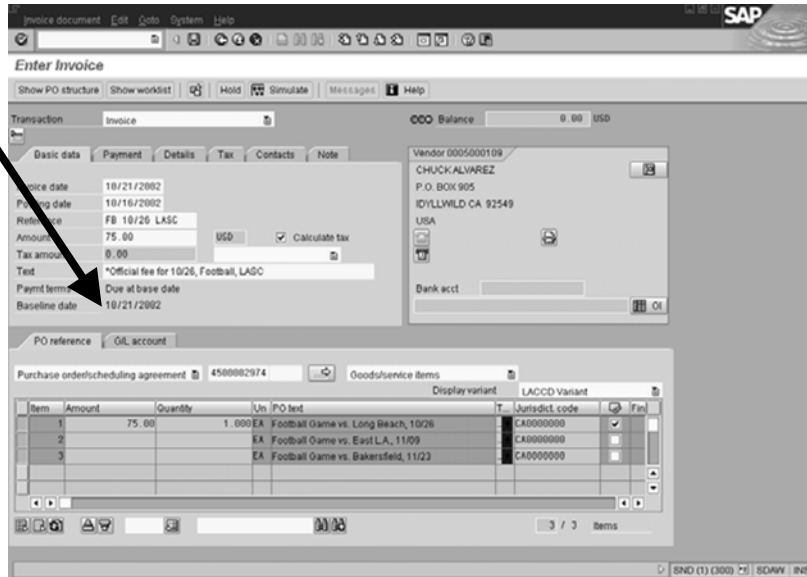 Invoice document Edit Goto System Help
SAP
Enter Invoice
Show PO structure Show worklist Hold Simulate Messages Help
Transaction Invoice Balance 0.00 USD
Basic data Payment Details Tax Contacts Note
Vendor 0005000109
Invoice date 10/21/2002
CHUCK ALVAREZ
Posting date 10/16/2002
P.O. BOX 905
Reference FB 10/26 LASC
IDYLLWILD CA 92549
Amount 75.00 USD Calculate tax
USA
Tax amount 0.00
Text *Official fee for 10/26, Football, LASC
Paymt terms Due at base date
Bank acct
Baseline date 10/21/2002
OI
PO reference G/L account
Purchase order/scheduling agreement 4500002974 Goods/service items
Display variant LACCD Variant
Item Amount Quantity Un PO text T... Jurisdict. code Fin
1 75.00 1.000 EA Football Game vs. Long Beach, 10/26 CA0000000
2 EA Football Game vs. East L.A., 11/09 CA0000000
3 EA Football Game vs. Bakersfield, 11/23 CA0000000
3 / 3 Items
SND (1) (300) SDAW INS